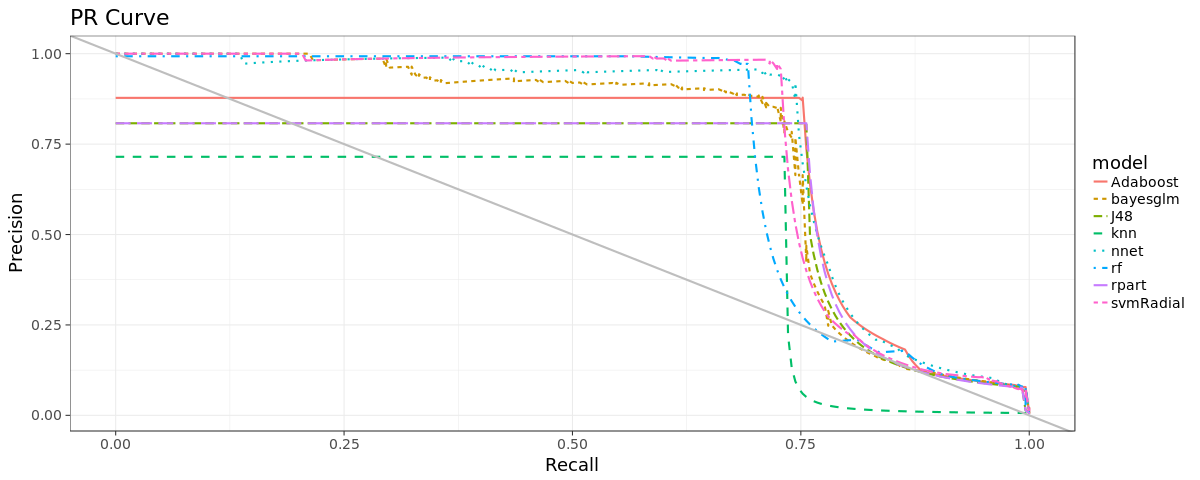 PR Curve
Precision
1.00
0.75
0.50
0.25
0.00
0.00 0.25 0.50 0.75 1.00
Recall
model
Adaboost
bayesglm
J48
knn
nnet
rf
rpart
svmRadial